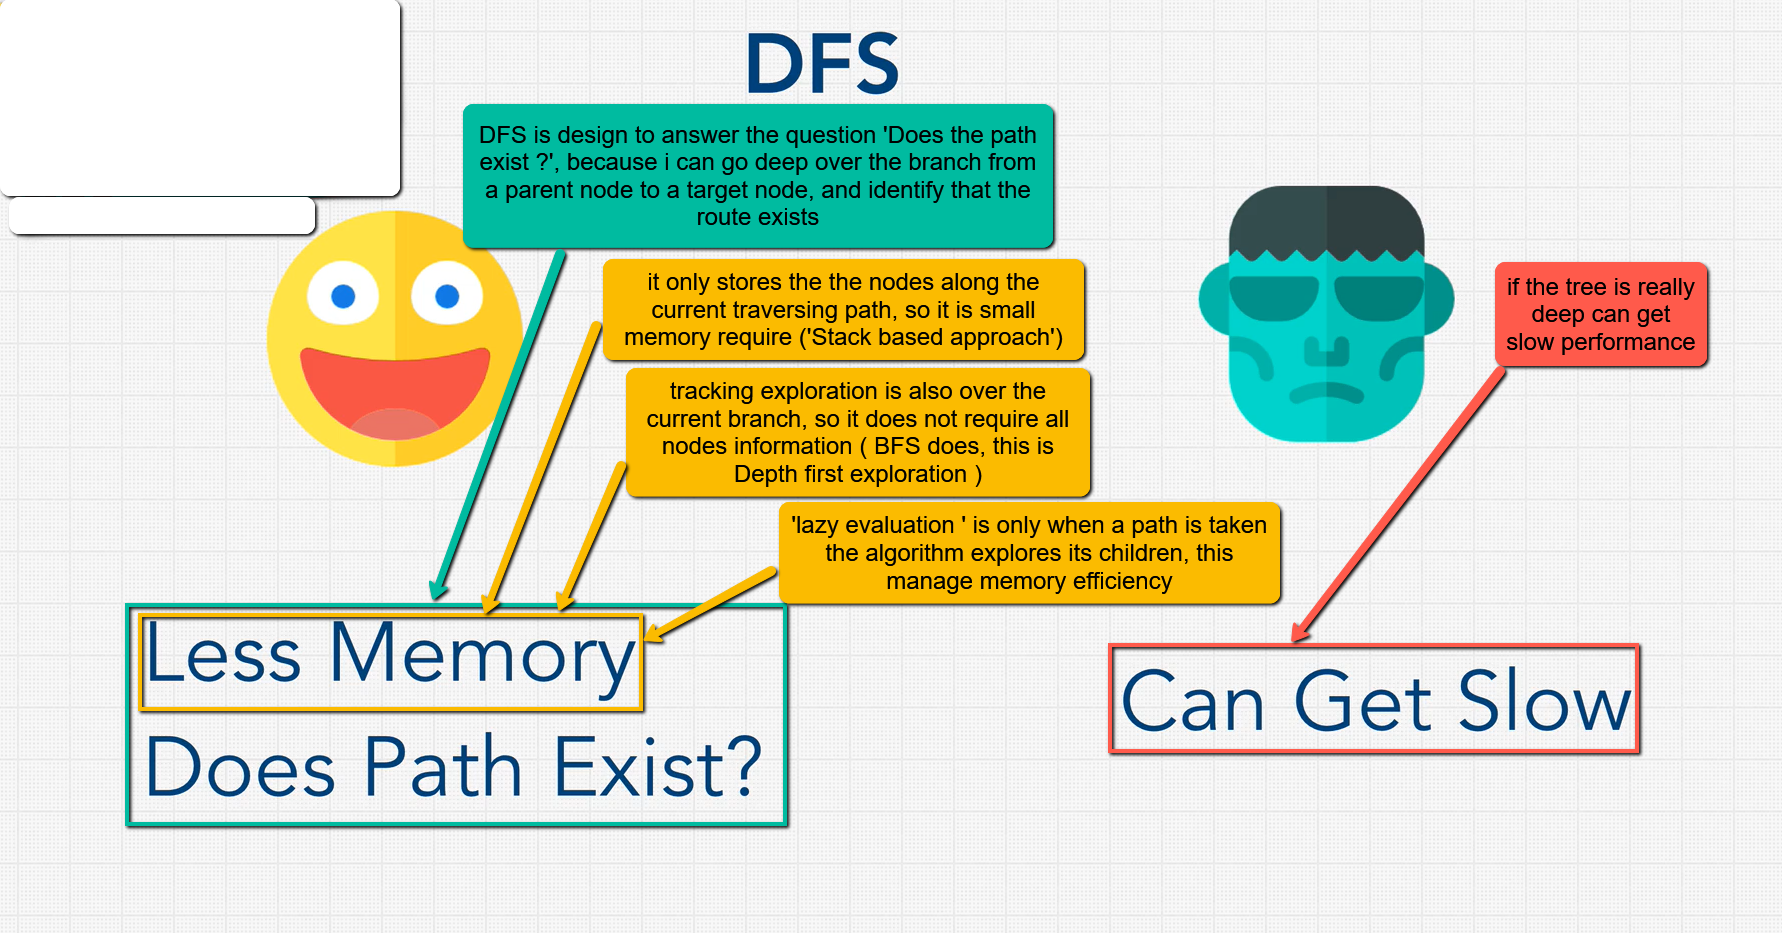 DFS
DFS is design to answer the question 'Does the path
exist ?', because i can go deep over the branch from
a parent node to a target node, and identify that the
route exists
it only stores the the nodes along the
current traversing path, so it is small
memory require ('Stack based approach')
if the tree is really
deep can get
slow performance
tracking exploration is also over the
current branch, so it does not require all
nodes information ( BFS does, this is
Depth first exploration )
'lazy evaluation ' is only when a path is taken
the algorithm explores its children, this
manage memory efficiency
Less Memory
Does Path Exist?
Can Get Slow